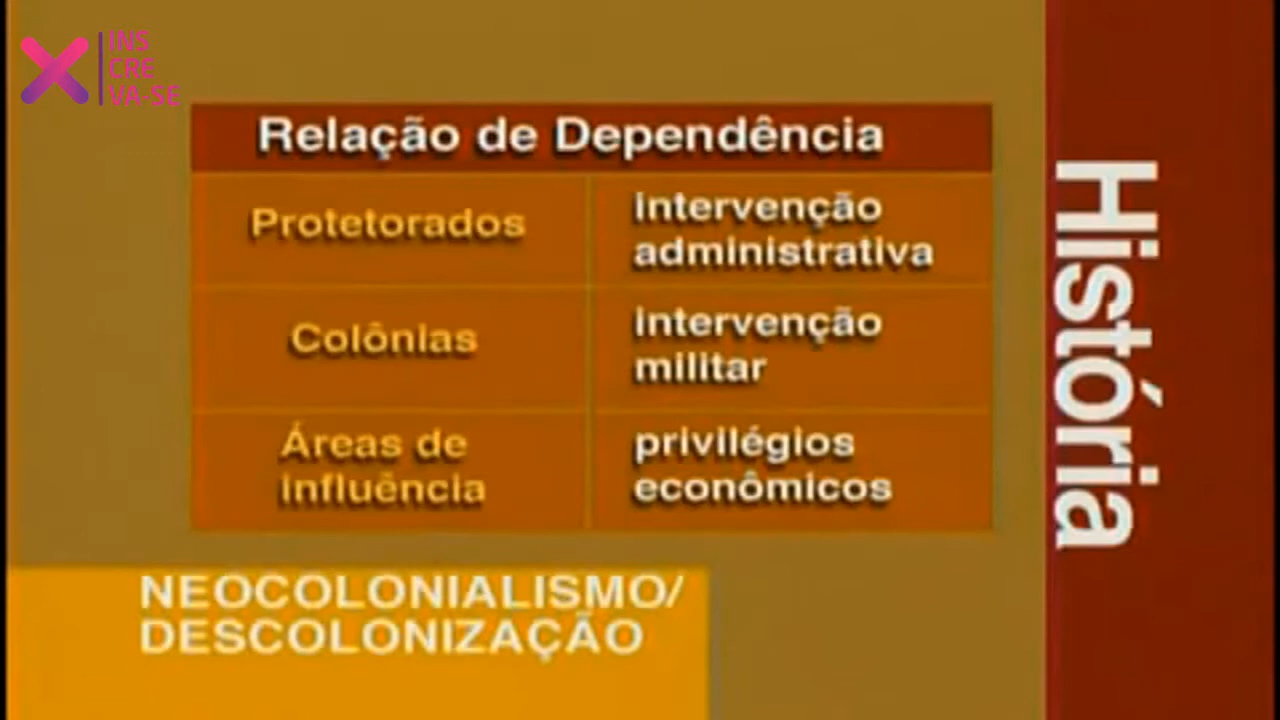 INS
CRE
VA-SE
Relação de Dependência
Protetorados
intervenção
administrativa
Colônias
intervenção
militar
Áreas de
influência
privilégios
econômicos
NEOCOLONIALISMO/
DESCOLONIZAÇÃO
História